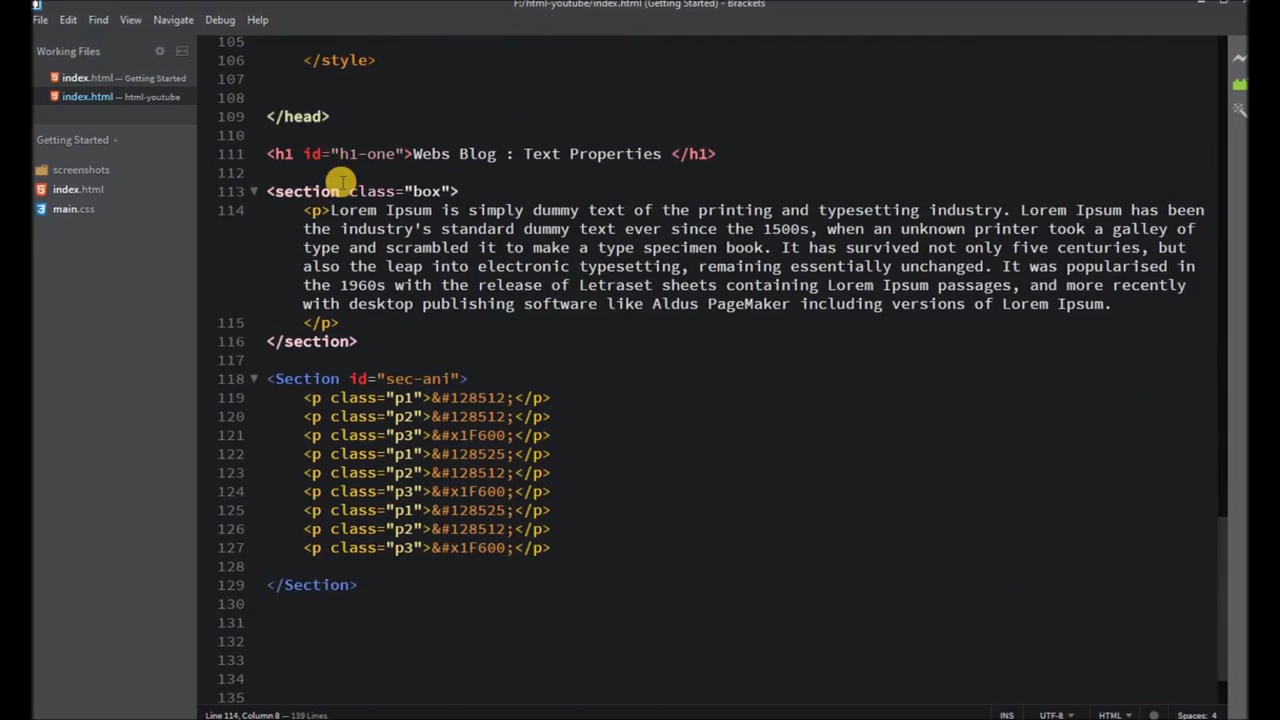 F:/html-youtube/index.html (Getting Started) - Brackets
File Edit Find View Navigate Debug Help
Working Files
index.html — Getting Started
index.html — html-youtube
Getting Started
screenshots
index.html
main.css
105
106 </style>
107
108
109 </head>
110
111 <h1 id="h1-one">Webs Blog : Text Properties </h1>
112
113 <section class="box">
114 <p>Lorem Ipsum is simply dummy text of the printing and typesetting industry. Lorem Ipsum has been
the industry's standard dummy text ever since the 1500s, when an unknown printer took a galley of
type and scrambled it to make a type specimen book. It has survived not only five centuries, but
also the leap into electronic typesetting, remaining essentially unchanged. It was popularised in
the 1960s with the release of Letraset sheets containing Lorem Ipsum passages, and more recently
with desktop publishing software like Aldus PageMaker including versions of Lorem Ipsum.
115 </p>
116 </section>
117
118 <Section id="sec-ani">
119 <p class="p1">&#128512;</p>
120 <p class="p2">&#128512;</p>
121 <p class="p3">&#x1F600;</p>
122 <p class="p1">&#128525;</p>
123 <p class="p2">&#128512;</p>
124 <p class="p3">&#x1F600;</p>
125 <p class="p1">&#128525;</p>
126 <p class="p2">&#128512;</p>
127 <p class="p3">&#x1F600;</p>
128
129 </Section>
130
131
132
133
134
135
Line 114, Column 8 — 139 Lines
INS UTF-8 HTML Spaces: 4